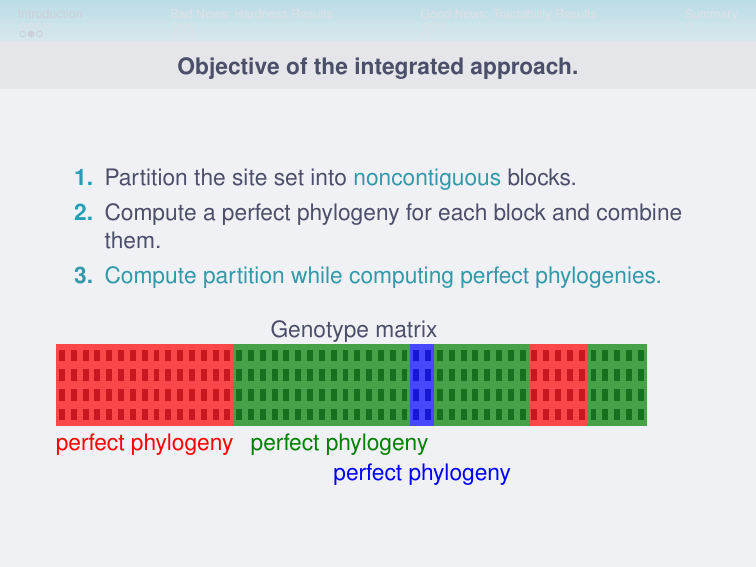 Introduction Bad News: Hardness Results Good News: Tractability Results Summary
Objective of the integrated approach.
1. Partition the site set into noncontiguous blocks.
2. Compute a perfect phylogeny for each block and combine
them.
3. Compute partition while computing perfect phylogenies.
Genotype matrix
perfect phylogeny perfect phylogeny
perfect phylogeny